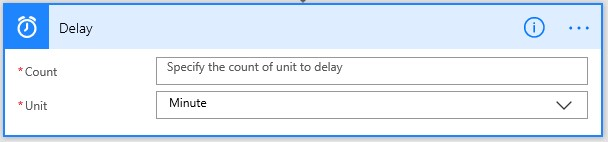 Delay
*Count Specify the count of unit to delay
*Unit Minute